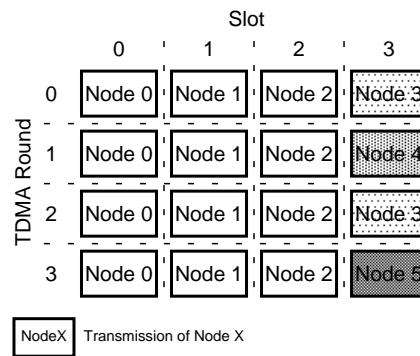 Slot
0 1 2 3
TDMA Round
0 Node 0 Node 1 Node 2 Node 3
1 Node 0 Node 1 Node 2 Node 4
2 Node 0 Node 1 Node 2 Node 3
3 Node 0 Node 1 Node 2 Node 5
NodeX Transmission of Node X